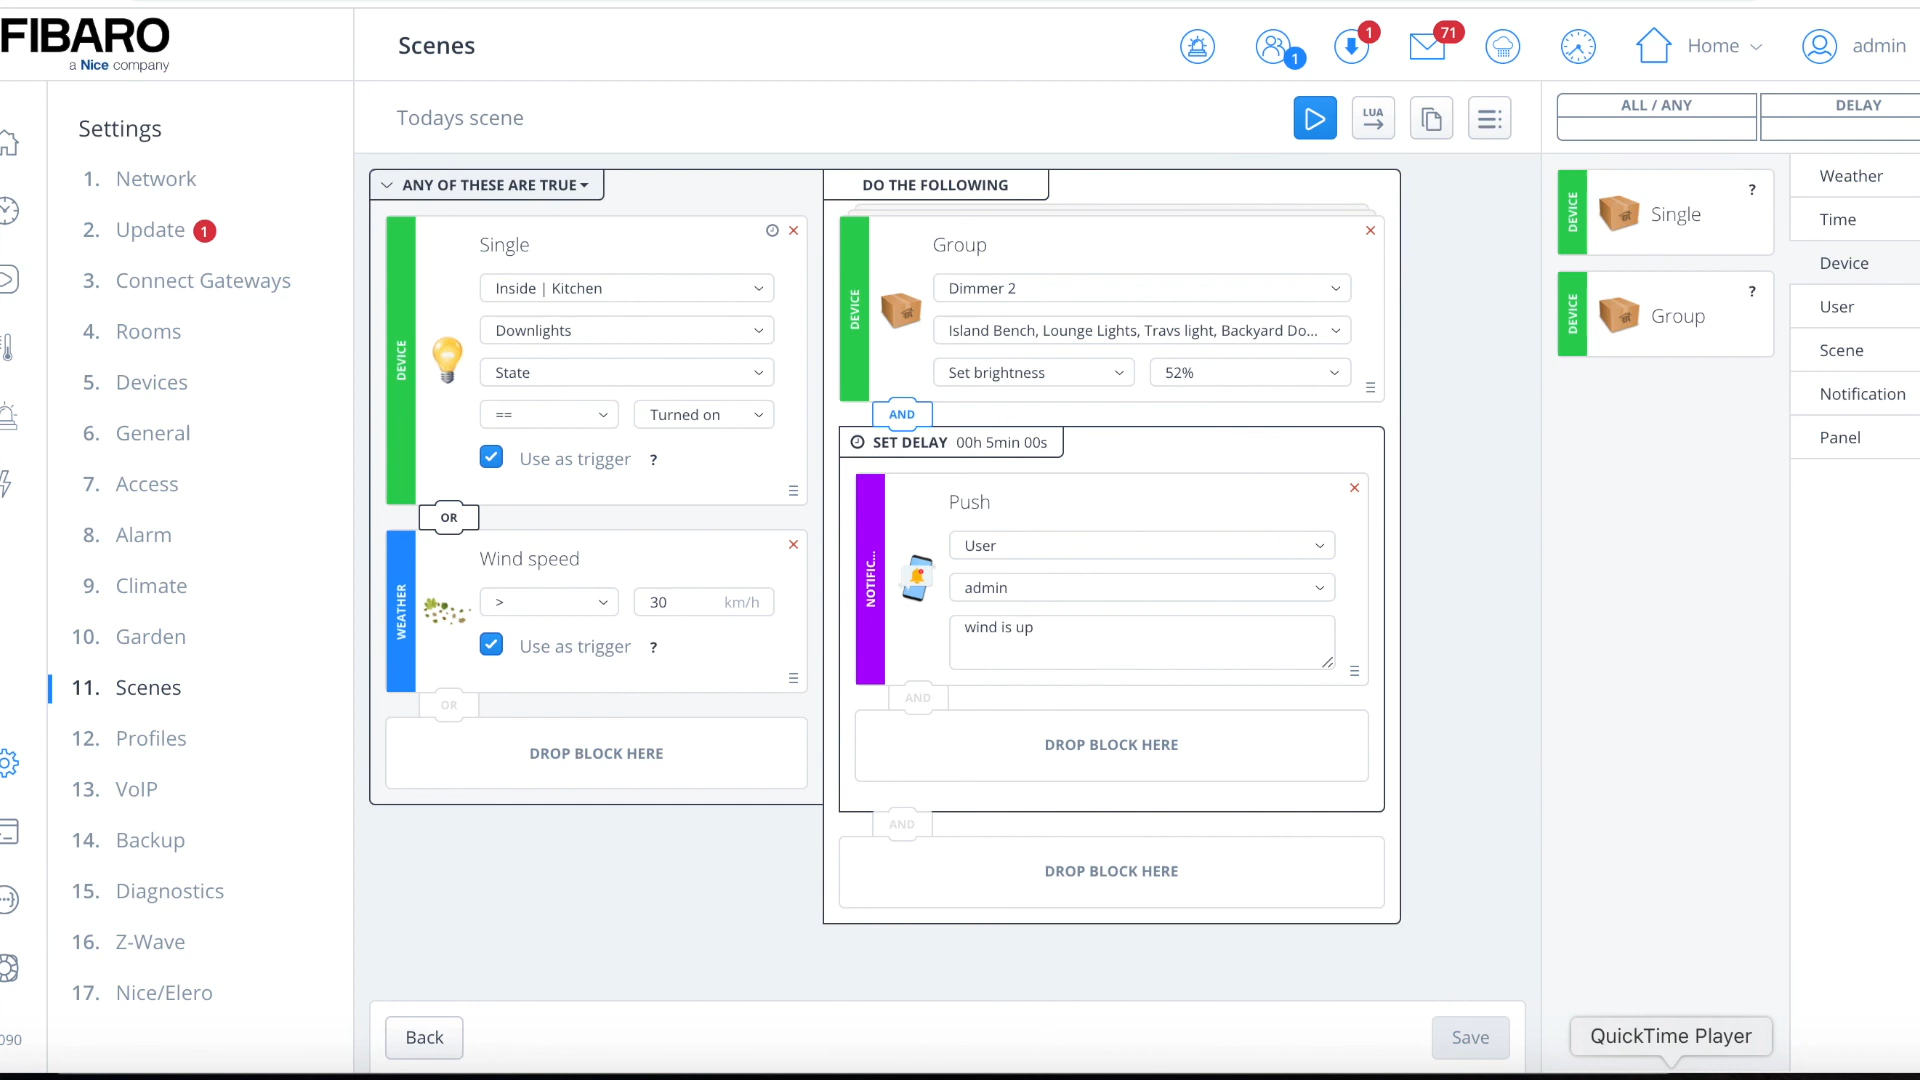 FIBARO
a Nice company
Scenes
1
1
71
Home
admin
Settings
1. Network
2. Update 1
3. Connect Gateways
4. Rooms
5. Devices
6. General
7. Access
8. Alarm
9. Climate
10. Garden
11. Scenes
12. Profiles
13. VoIP
14. Backup
15. Diagnostics
16. Z-Wave
17. Nice/Elero
090
Todays scene
LUA
ANY OF THESE ARE TRUE
DEVICE
Single
Inside | Kitchen
Downlights
State
== Turned on
Use as trigger ?
OR
WEATHER
Wind speed
> 30 km/h
Use as trigger ?
OR
DROP BLOCK HERE
DO THE FOLLOWING
DEVICE
Group
Dimmer 2
Island Bench, Lounge Lights, Travs light, Backyard Do...
Set brightness 52%
AND
SET DELAY 00h 5min 00s
NOTIFIC...
Push
User
admin
wind is up
AND
DROP BLOCK HERE
AND
DROP BLOCK HERE
Back
Save
ALL / ANY
DELAY
DEVICE
Single
?
DEVICE
Group
?
Weather
Time
Device
User
Scene
Notification
Panel
QuickTime Player